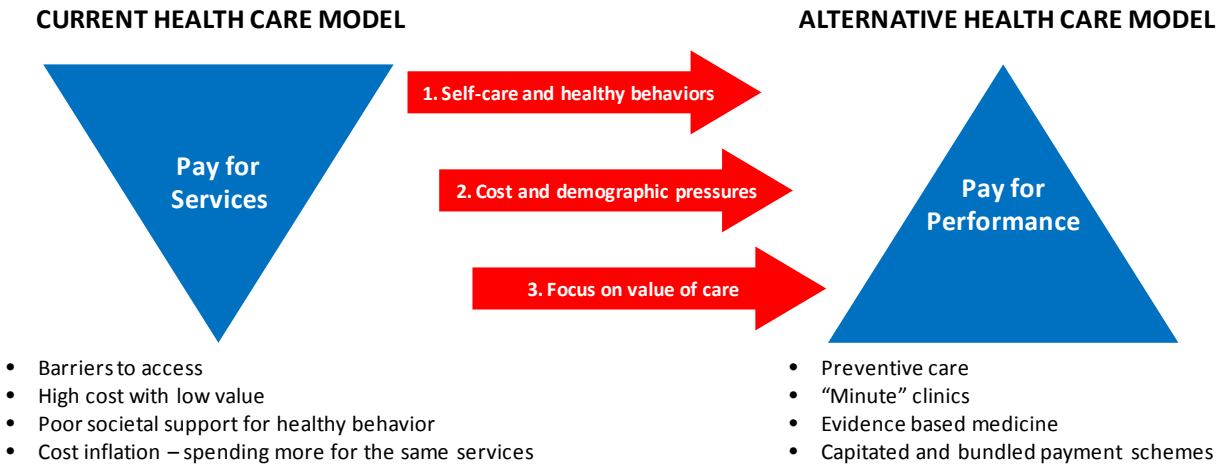 CURRENT HEALTH CARE MODEL
ALTERNATIVE HEALTH CARE MODEL
Pay for
Services
1. Self-care and healthy behaviors
2. Cost and demographic pressures
3. Focus on value of care
Pay for
Performance
• Barriers to access
• High cost with low value
• Poor societal support for healthy behavior
• Cost inflation – spending more for the same services
• Preventive care
• “Minute” clinics
• Evidence based medicine
• Capitated and bundled payment schemes